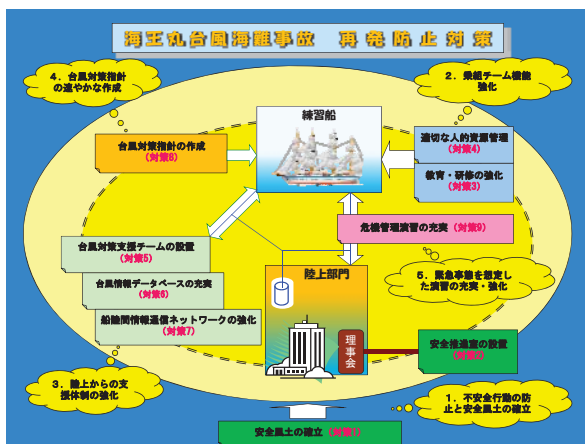 海王丸台風海難事故　再発防止対策
4．台風対策指針
の速やかな作成
2．乗組チーム機能
強化
練習船
台風対策指針の作成
(対策8)
適切な人的資源管理
(対策4)
教育・研修の強化
(対策3)
危機管理演習の充実 (対策9)
台風対策支援チームの設置
(対策5)
台風情報データベースの充実
(対策6)
船陸間情報通信ネットワークの強化
(対策7)
陸上部門
5．緊急事態を想定し
た演習の充実・強化
理事会
安全推進室の設置
(対策2)
3．陸上からの支
援体制の強化
1．不安全行動の防
止と安全風土の確立
安全風土の確立 (対策1)